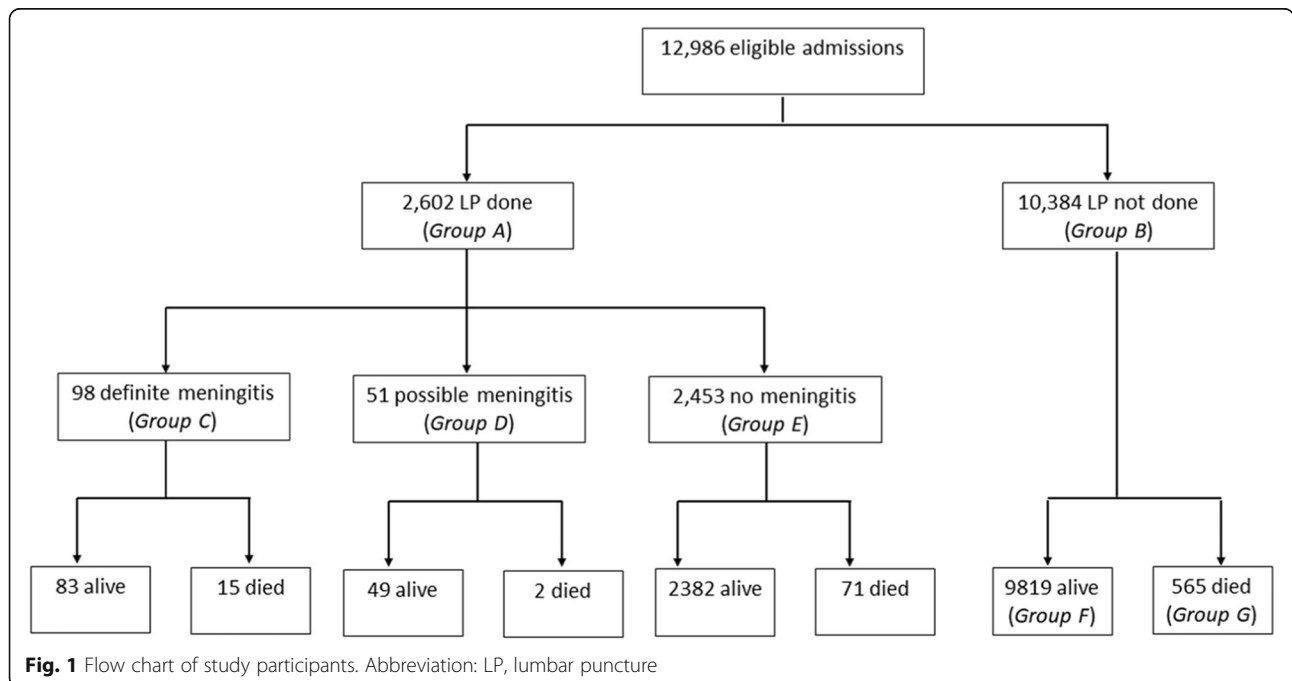 12,986 eligible admissions
2,602 LP done
(Group A)
10,384 LP not done
(Group B)
98 definite meningitis
(Group C)
51 possible meningitis
(Group D)
2,453 no meningitis
(Group E)
83 alive
15 died
49 alive
2 died
2382 alive
71 died
9819 alive
(Group F)
565 died
(Group G)
Fig. 1 Flow chart of study participants. Abbreviation: LP, lumbar puncture